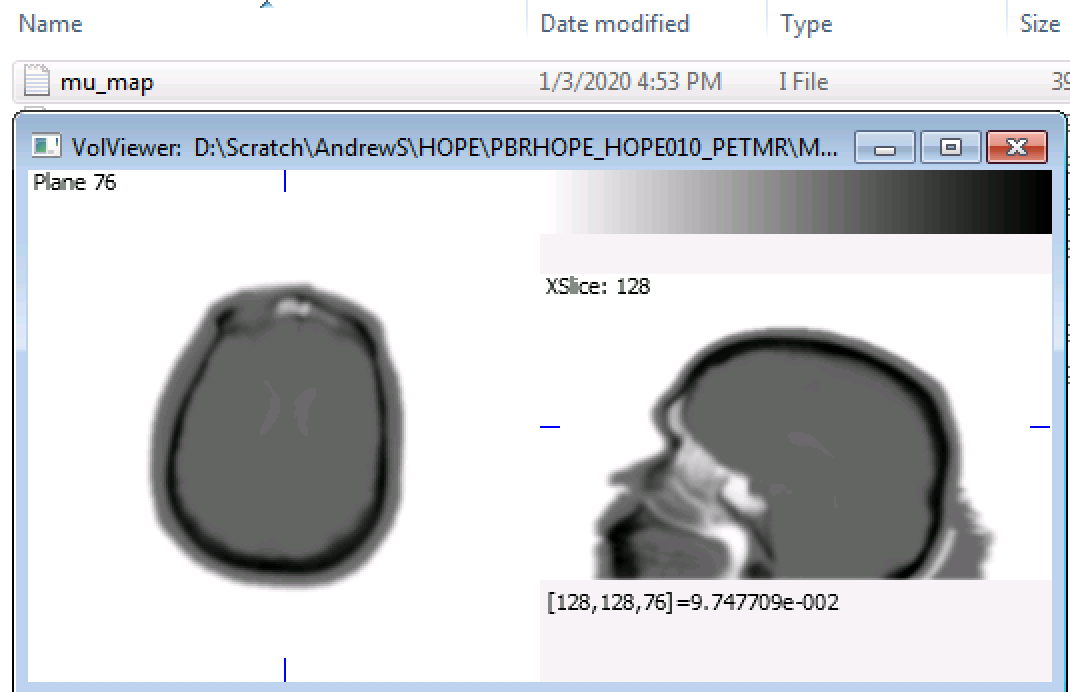 Name Date modified Type Size
mu_map 1/3/2020 4:53 PM I File 39
VolViewer: D:\Scratch\AndrewS\HOPE\PBRHOPE_HOPE010_PETMR\M...
Plane 76
XSlice: 128
[128,128,76]=9.747709e-002